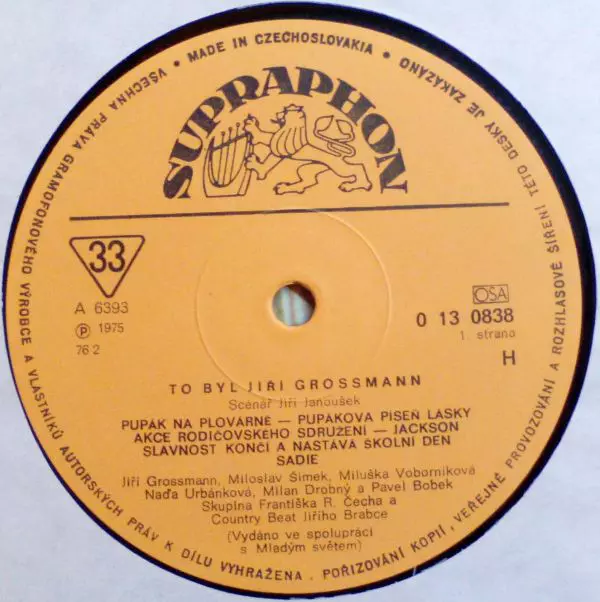 VŠECHNA PRÁVA GRAMOFONOVÉHO VÝROBCE A VLASTNÍKŮ AUTORSKÝCH PRÁV K DÍLU VYHRAŽENA. POŘIZOVÁNÍ KOPIÍ, VEŘEJNÉ PROVOZOVÁNÍ A ROZHLASOVÉ ŠÍŘENÍ TÉTO DESKY JE ZAKÁZÁNO • MADE IN CZECHOSLOVAKIA •
SUPRAPHON
33
A 6393
Ⓟ 1975
76 2
OSA
0 13 0838
1. strana
H
TO BYL JIŘÍ GROSSMANN
Scénář Jiří Janoušek
PUPÁK NA PLOVÁRNĚ — PUPÁKOVA PÍSEŇ LÁSKY
AKCE RODIČOVSKÉHO SDRUŽENÍ — JACKSON
SLAVNOST KONČÍ A NASTÁVÁ ŠKOLNÍ DEN
SADIE
Jiří Grossmann, Miloslav Šimek, Miluška Voborníková
Naďa Urbánková, Milan Drobný a Pavel Bobek
Skupina Františka R. Čecha a
Country Beat Jiřího Brabce
(Vydáno ve spolupráci
s Mladým světem)